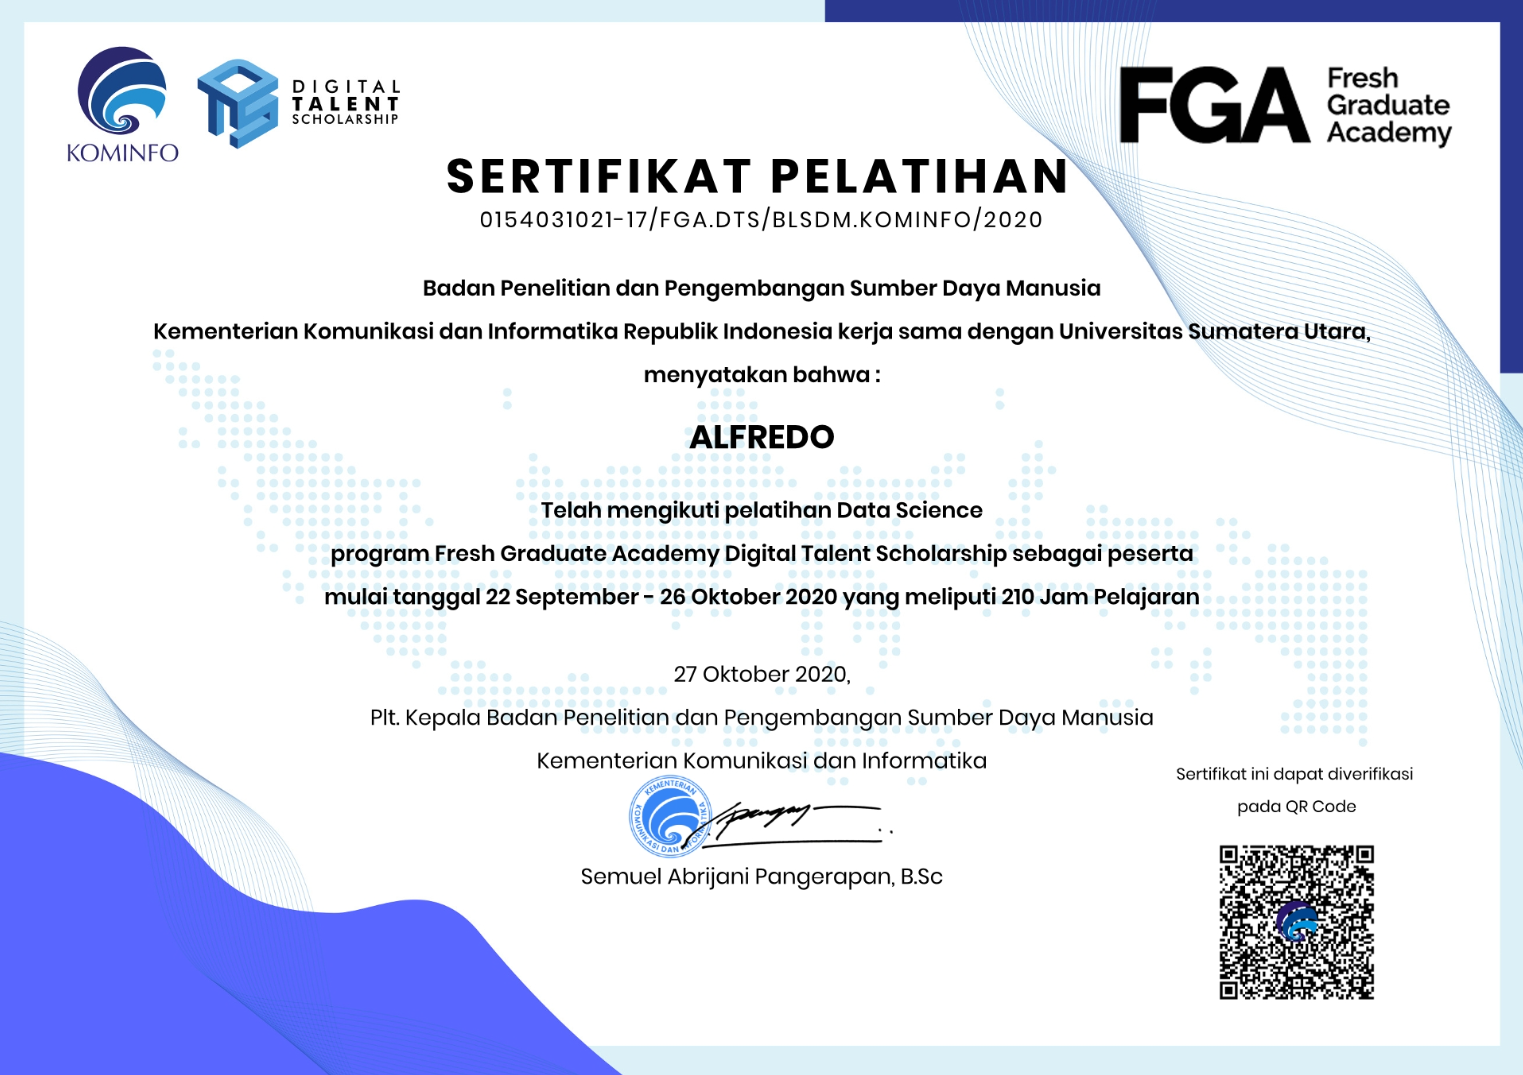 KOMINFO
DIGITAL
TALENT
SCHOLARSHIP
FGA
Fresh
Graduate
Academy
SERTIFIKAT PELATIHAN
0154031021-17/FGA.DTS/BLSDM.KOMINFO/2020
Badan Penelitian dan Pengembangan Sumber Daya Manusia
Kementerian Komunikasi dan Informatika Republik Indonesia kerja sama dengan Universitas Sumatera Utara,
menyatakan bahwa :
ALFREDO
Telah mengikuti pelatihan Data Science
program Fresh Graduate Academy Digital Talent Scholarship sebagai peserta
mulai tanggal 22 September - 26 Oktober 2020 yang meliputi 210 Jam Pelajaran
27 Oktober 2020,
Plt. Kepala Badan Penelitian dan Pengembangan Sumber Daya Manusia
Kementerian Komunikasi dan Informatika
KEMENTERIAN
KOMUNIKASI DAN INFORMATIKA
Semuel Abrijani Pangerapan, B.Sc
Sertifikat ini dapat diverifikasi
pada QR Code